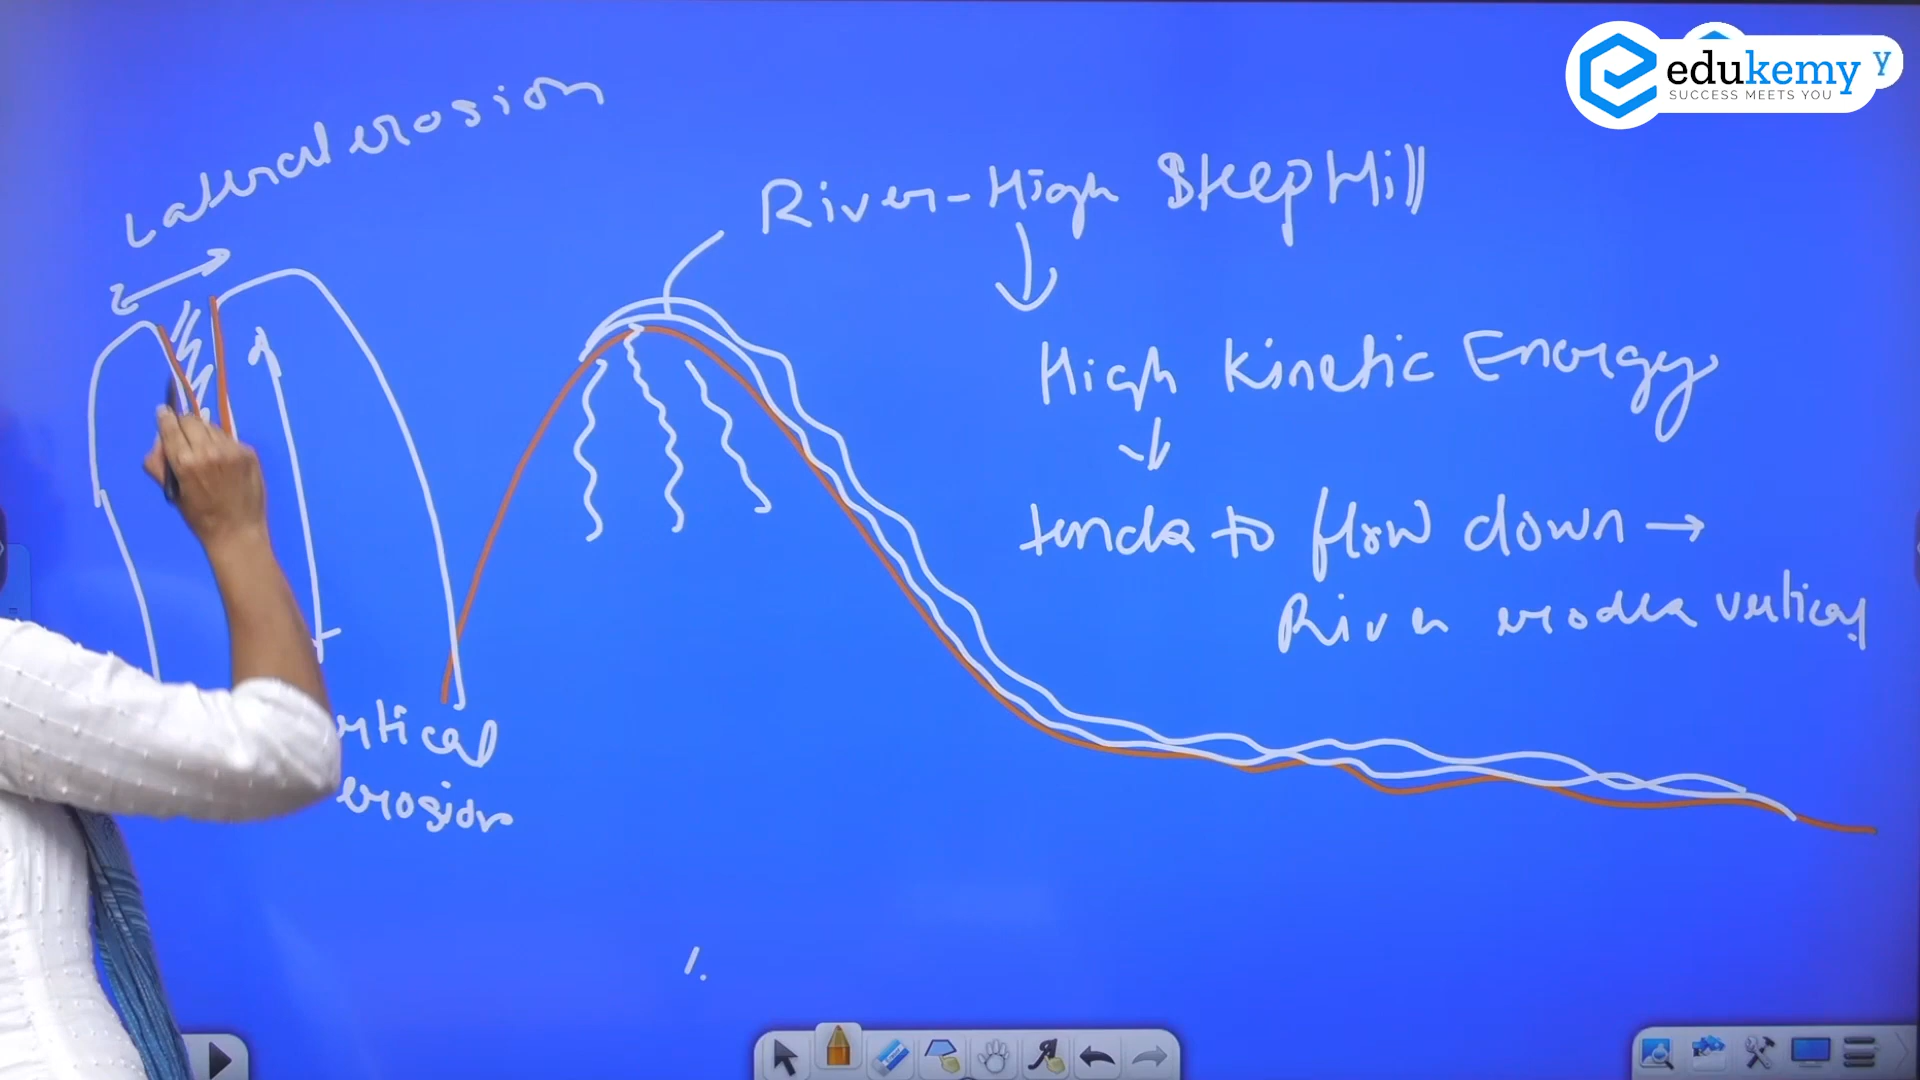 edukemy
y
SUCCESS MEETS YOU
Lateral erosion
River-High Steep Hill
High Kinetic Energy
tends to flow down →
River erodes vertical
rtical
erosion
1.